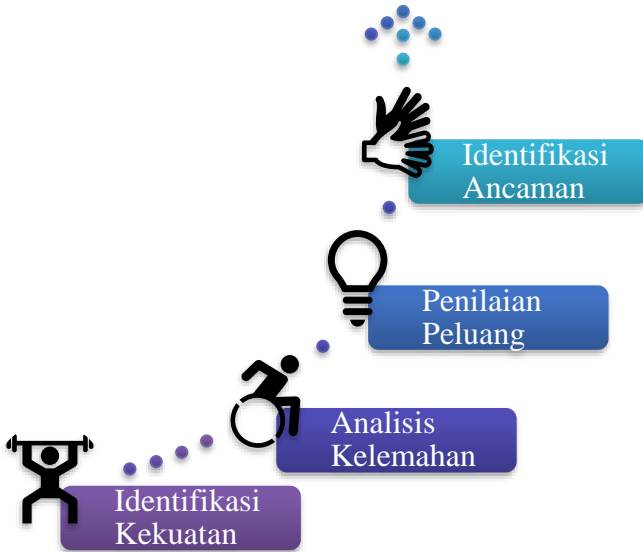 Identifikasi
Ancaman
Penilaian
Peluang
Analisis
Kelemahan
Identifikasi
Kekuatan